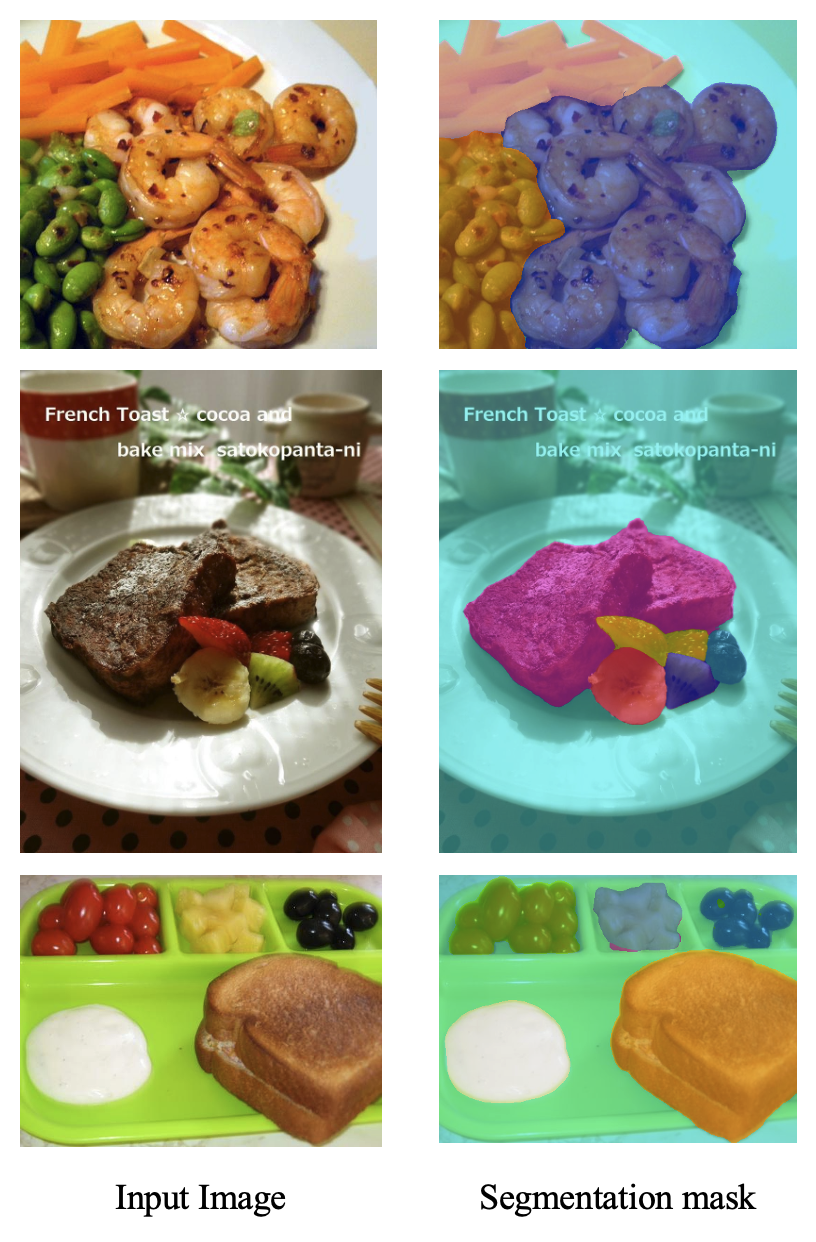 French Toast ☆ cocoa and
bake mix satokopanta-ni
French Toast ☆ cocoa and
bake mix satokopanta-ni
Input Image
Segmentation mask